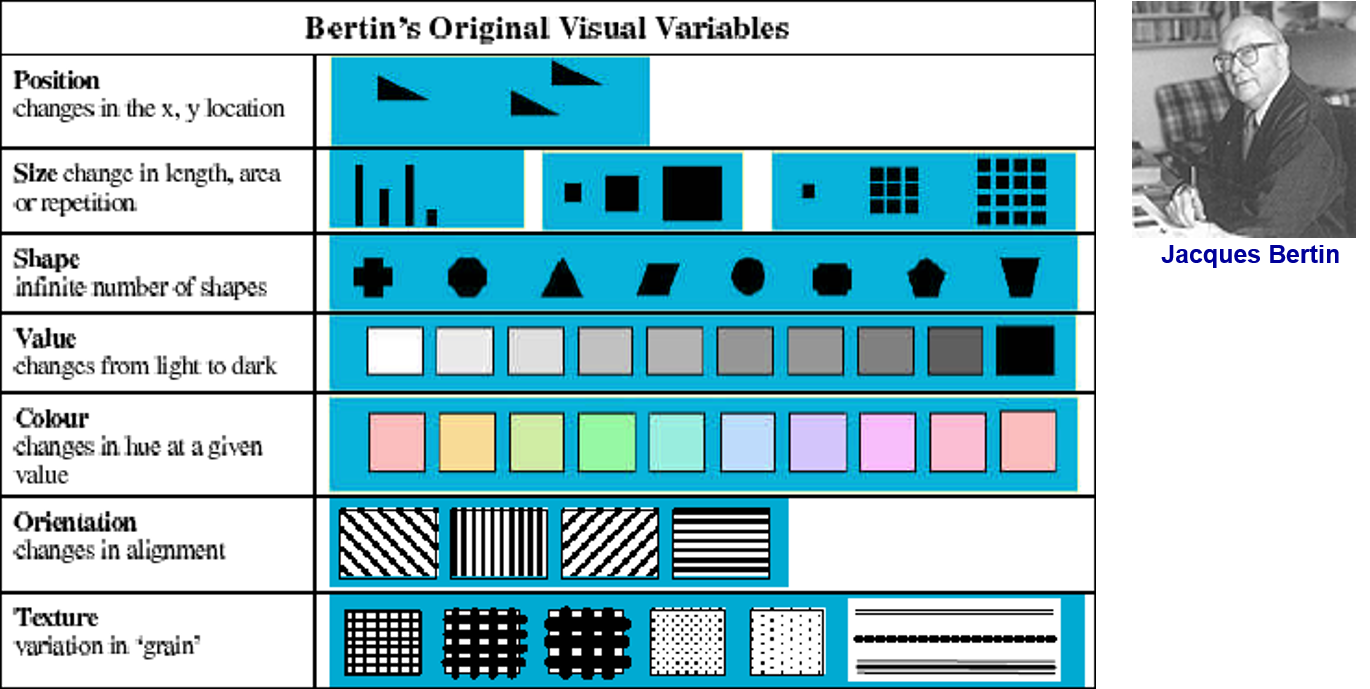 Bertin's Original Visual Variables
Position
changes in the x, y location
Size change in length, area
or repetition
Shape
infinite number of shapes
Value
changes from light to dark
Colour
changes in hue at a given
value
Orientation
changes in alignment
Texture
variation in ‘grain’
Jacques Bertin